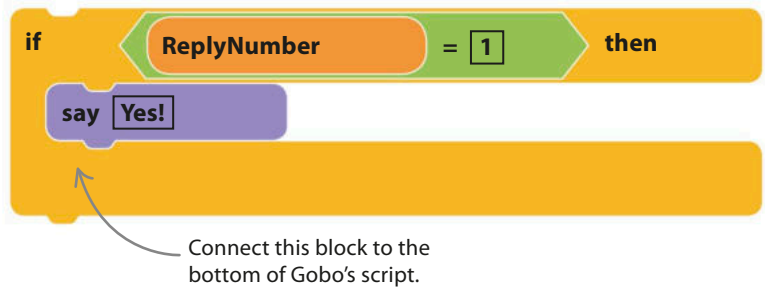 if ReplyNumber = 1 then
say Yes!
Connect this block to the
bottom of Gobo’s script.